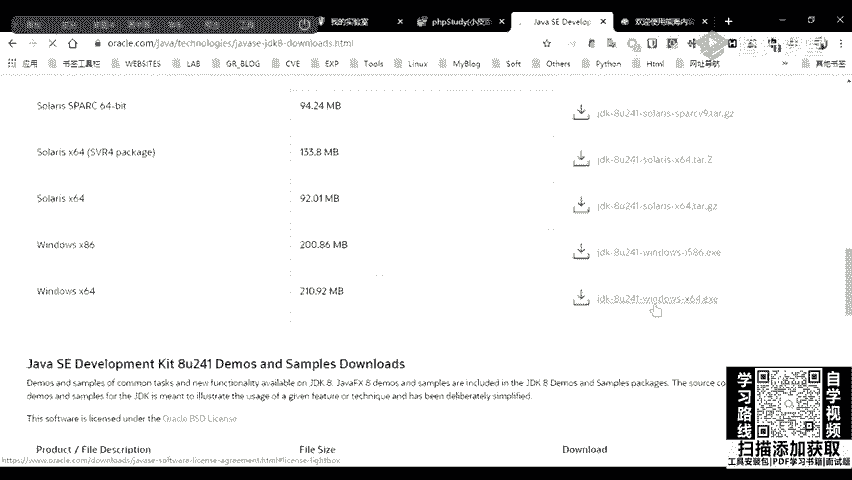 我的实验室
phpStudy(小皮面
Java SE Develop
oracle.com/java/technologies/javase-jdk8-downloads.html
应用 书签工具栏 WEBSITES LAB GR_BLOG CVE EXP Tools Linux MyBlog Soft Others Python Html 网址导航 其他书签
Solaris SPARC 64-bit 94.24 MB jdk-8u241-solaris-sparcv9.tar.gz
Solaris x64 (SVR4 package) 133.8 MB jdk-8u241-solaris-x64.tar.Z
Solaris x64 92.01 MB jdk-8u241-solaris-x64.tar.gz
Windows x86 200.86 MB jdk-8u241-windows-i586.exe
Windows x64 210.92 MB jdk-8u241-windows-x64.exe
Java SE Development Kit 8u241 Demos and Samples Downloads
Demos and samples of common tasks and new functionality available on JDK 8. JavaFX 8 demos and samples are included in the JDK 8 Demos and Samples packages. The source co
demos and samples for the JDK is meant to illustrate the usage of a given feature or technique and has been deliberately simplified.
This software is licensed under the Oracle BSD License
Product / File Description File Size Download
https://www.oracle.com/downloads/javase-software-license-agreement.html#license-lightbox
学习路线
自学视频
扫描添加获取
工具安装包|PDF学习书籍|面试题